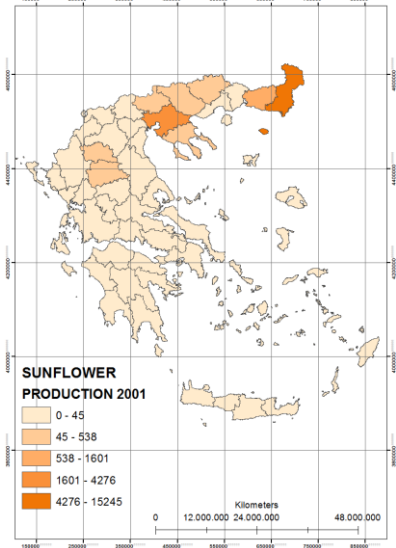 4600000
4400000
4200000
4000000
3800000
SUNFLOWER
PRODUCTION 2001
0 - 45
45 - 538
538 - 1601
1601 - 4276
4276 - 15245
Kilometers
0 12.000.000 24.000.000 48.000.000